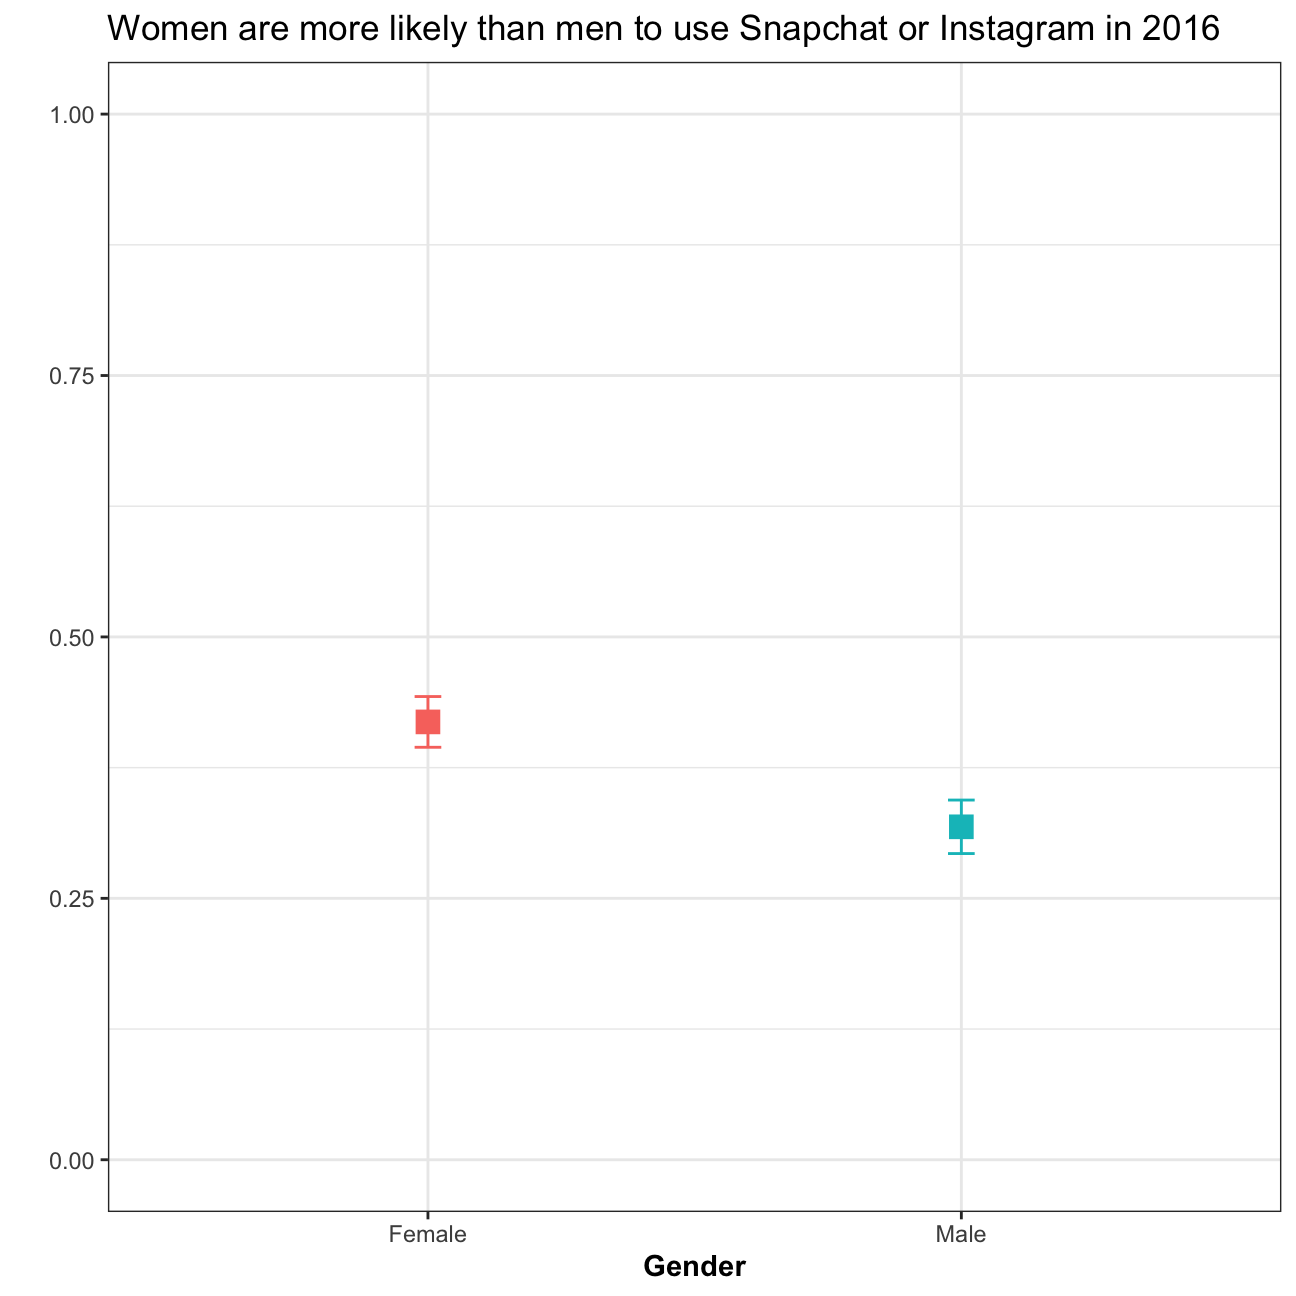 Women are more likely than men to use Snapchat or Instagram in 2016
1.00
0.75
0.50
0.25
0.00
Female Male
Gender